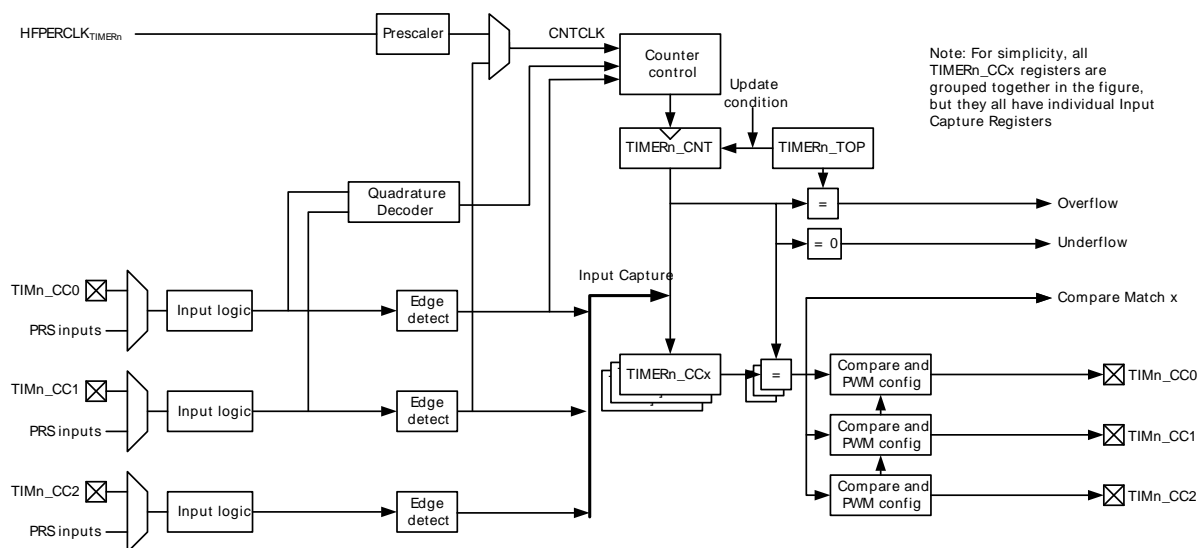 HFPERCLKTIMERn
Prescaler
CNTCLK
Counter
control
Note: For simplicity, all
TIMERn_CCx registers are
grouped together in the figure,
but they all have individual Input
Capture Registers
Update
condition
TIMERn_CNT
TIMERn_TOP
Quadrature
Decoder
=
Overflow
= 0
Underflow
Input Capture
TIMn_CC0
PRS inputs
Input logic
Edge
detect
Compare Match x
TIMERn_CCx
=
Compare and
PWM config
TIMn_CC0
TIMn_CC1
PRS inputs
Input logic
Edge
detect
Compare and
PWM config
TIMn_CC1
TIMn_CC2
PRS inputs
Input logic
Edge
detect
Compare and
PWM config
TIMn_CC2